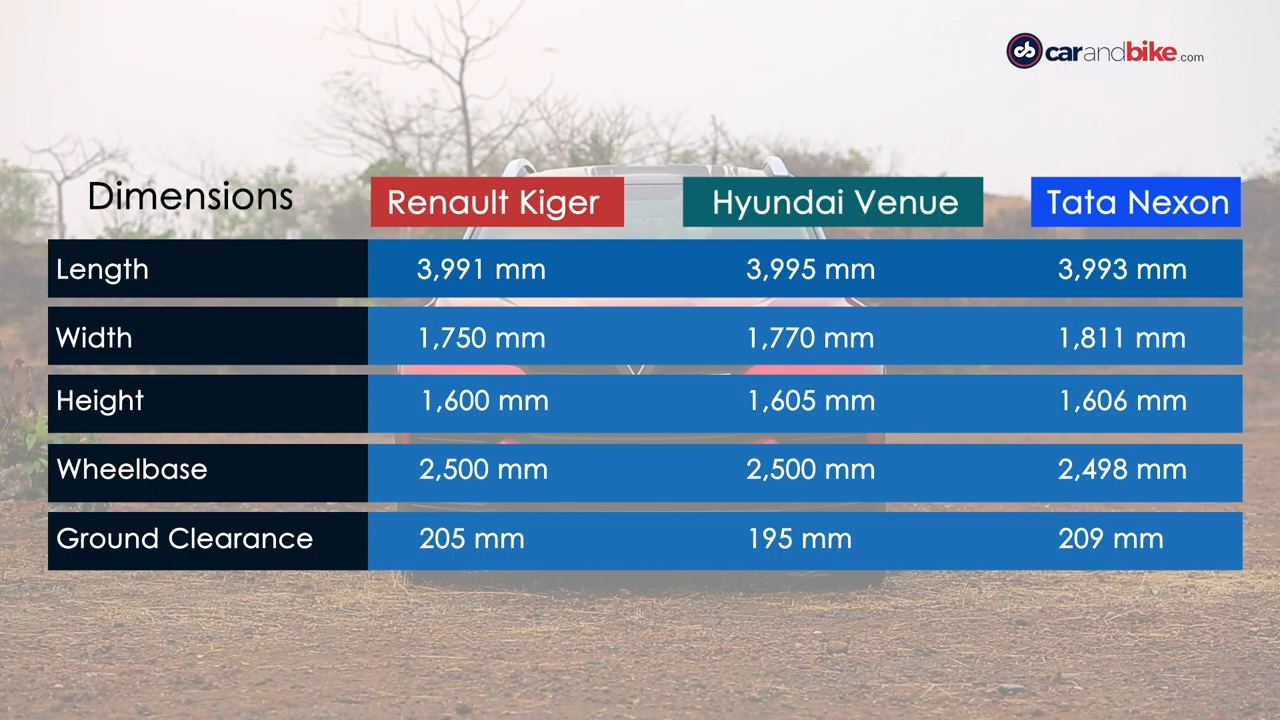 carandbike.com
Dimensions Renault Kiger Hyundai Venue Tata Nexon
Length 3,991 mm 3,995 mm 3,993 mm
Width 1,750 mm 1,770 mm 1,811 mm
Height 1,600 mm 1,605 mm 1,606 mm
Wheelbase 2,500 mm 2,500 mm 2,498 mm
Ground Clearance 205 mm 195 mm 209 mm